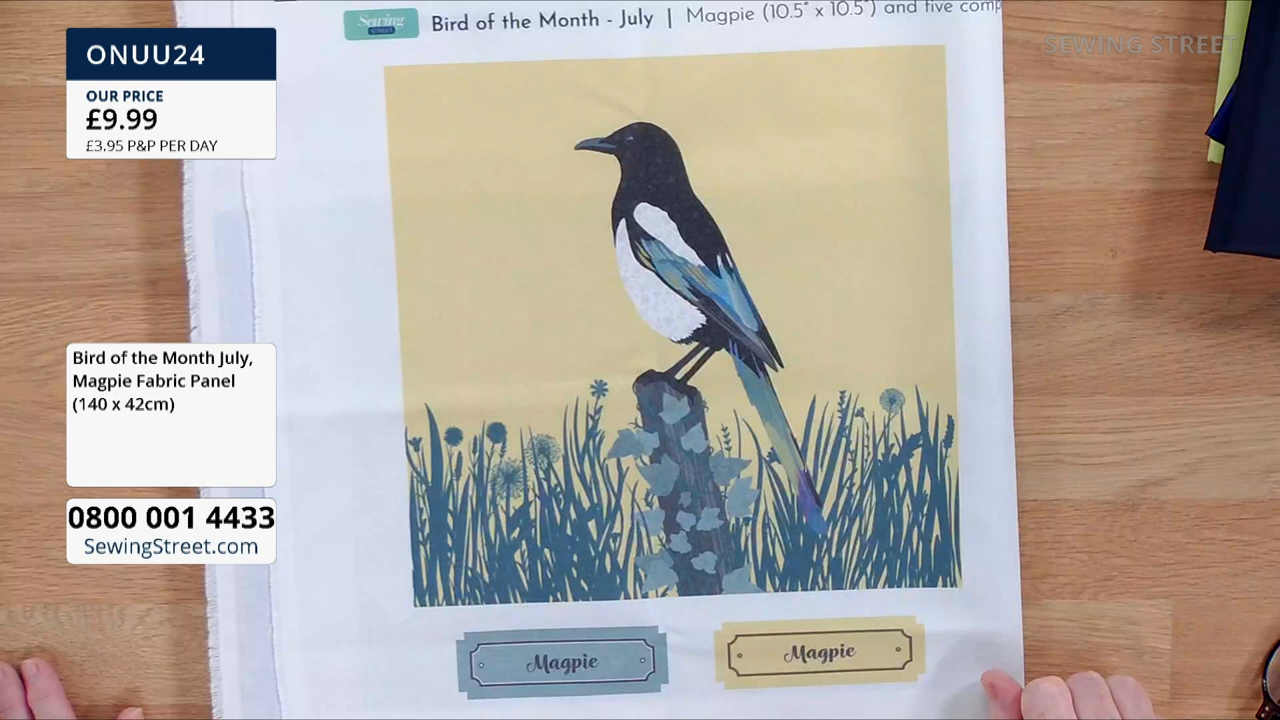 ONUU24
OUR PRICE
£9.99
£3.95 P&P PER DAY
Bird of the Month July,
Magpie Fabric Panel
(140 x 42cm)
0800 001 4433
SewingStreet.com
Sewing
STREET
Bird of the Month - July | Magpie (10.5" x 10.5") and five comp
SEWING STREET
Magpie
Magpie